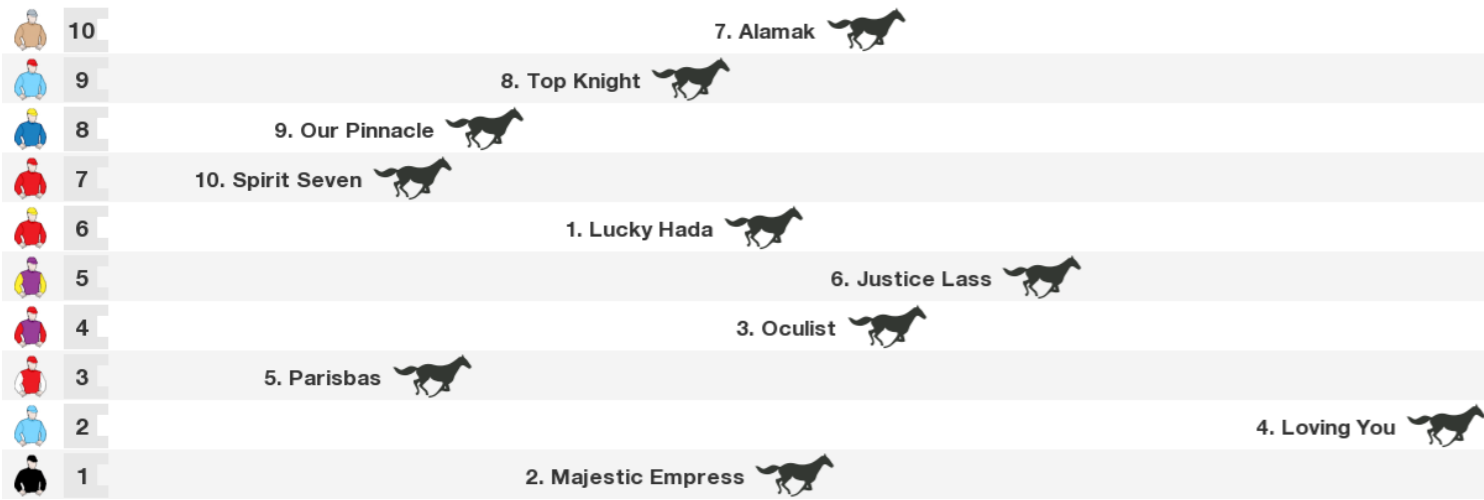 10 7. Alamak
9 8. Top Knight
8 9. Our Pinnacle
7 10. Spirit Seven
6 1. Lucky Hada
5 6. Justice Lass
4 3. Oculist
3 5. Parisbas
2 4. Loving You
1 2. Majestic Empress